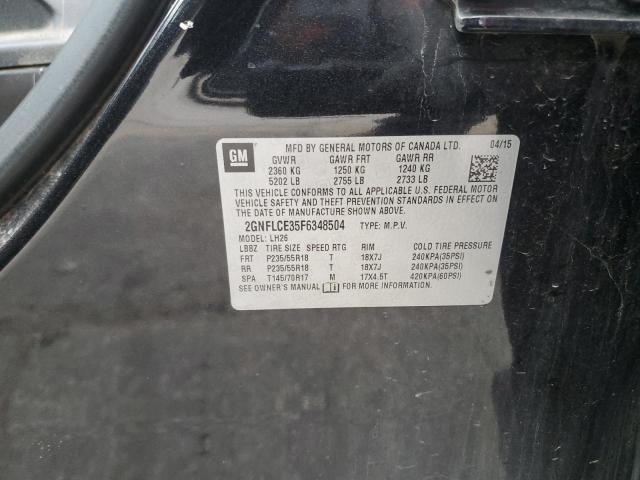 MFD BY GENERAL MOTORS OF CANADA LTD. 04/15
GM
GVWR GAWR FRT GAWR RR
2360 KG 1250 KG 1240 KG
5202 LB 2755 LB 2733 LB
THIS VEHICLE CONFORMS TO ALL APPLICABLE U.S. FEDERAL MOTOR
VEHICLE SAFETY AND THEFT PREVENTION STANDARDS IN EFFECT ON
THE DATE OF MANUFACTURE SHOWN ABOVE.
2GNFLCE35F6348504 TYPE: M.P.V.
MODEL: LH26
LBBZ TIRE SIZE SPEED RTG RIM COLD TIRE PRESSURE
FRT P235/55R18 T 18X7J 240KPA(35PSI)
RR P235/55R18 T 18X7J 240KPA(35PSI)
SPA T145/70R17 M 17X4.5T 420KPA(60PSI)
SEE OWNER'S MANUAL FOR MORE INFORMATION